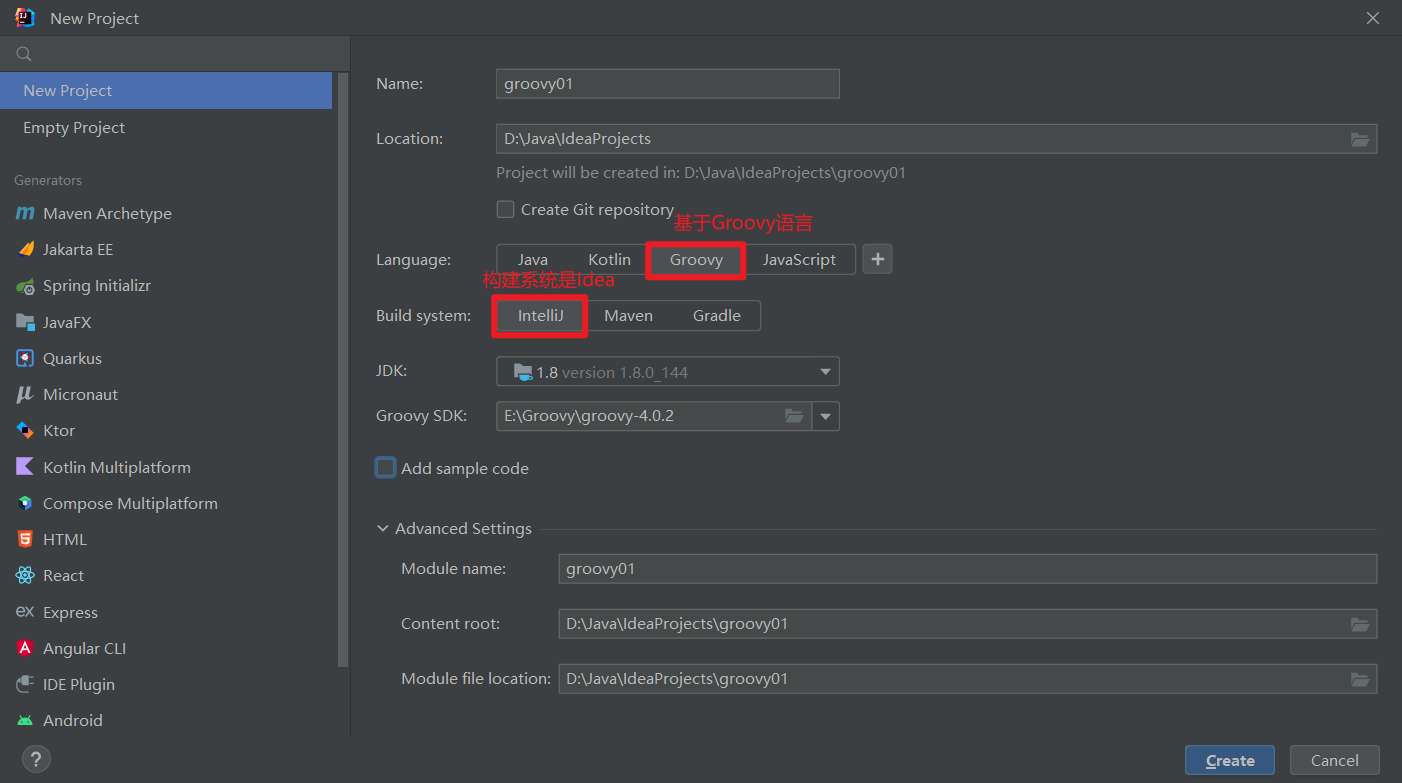 New Project
New Project
Empty Project
Generators
Maven Archetype
Jakarta EE
Spring Initializr
JavaFX
Quarkus
Micronaut
Ktor
Kotlin Multiplatform
Compose Multiplatform
HTML
React
Express
Angular CLI
IDE Plugin
Android
?
Name: groovy01
Location: D:\Java\IdeaProjects
Project will be created in: D:\Java\IdeaProjects\groovy01
Create Git repository
基于Groovy语言
Language: Java Kotlin Groovy JavaScript +
构建系统是Idea
Build system: IntelliJ Maven Gradle
JDK: 1.8 version 1.8.0_144
Groovy SDK: E:\Groovy\groovy-4.0.2
Add sample code
Advanced Settings
Module name: groovy01
Content root: D:\Java\IdeaProjects\groovy01
Module file location: D:\Java\IdeaProjects\groovy01
Create Cancel